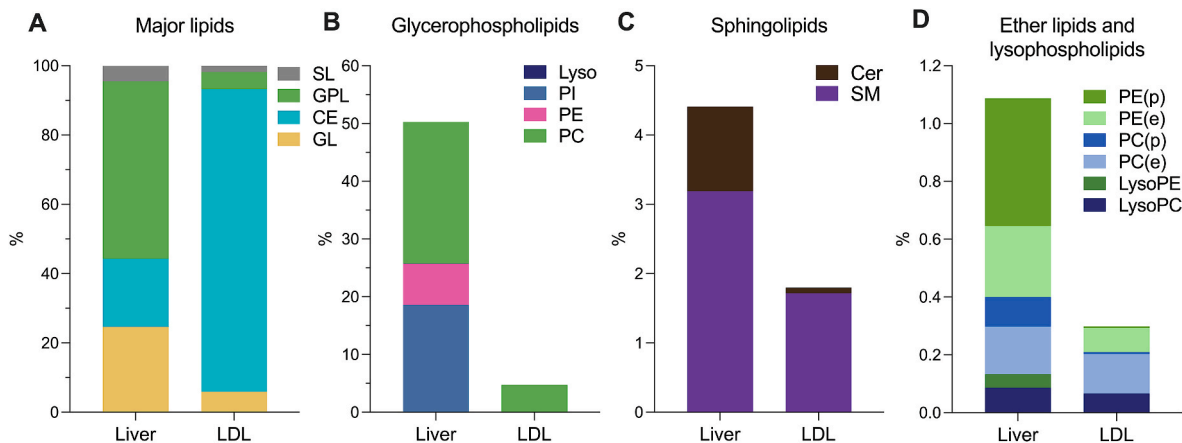 A
Major lipids
100
80
60
40
20
0
%
Liver
LDL
SL
GPL
CE
GL
B
Glycerophospholipids
60
50
40
30
20
10
0
%
Liver
LDL
Lyso
PI
PE
PC
C
Sphingolipids
5
4
3
2
1
0
%
Liver
LDL
Cer
SM
D
Ether lipids and
lysophospholipids
1.2
1.0
0.8
0.6
0.4
0.2
0.0
%
Liver
LDL
PE(p)
PE(e)
PC(p)
PC(e)
LysoPE
LysoPC